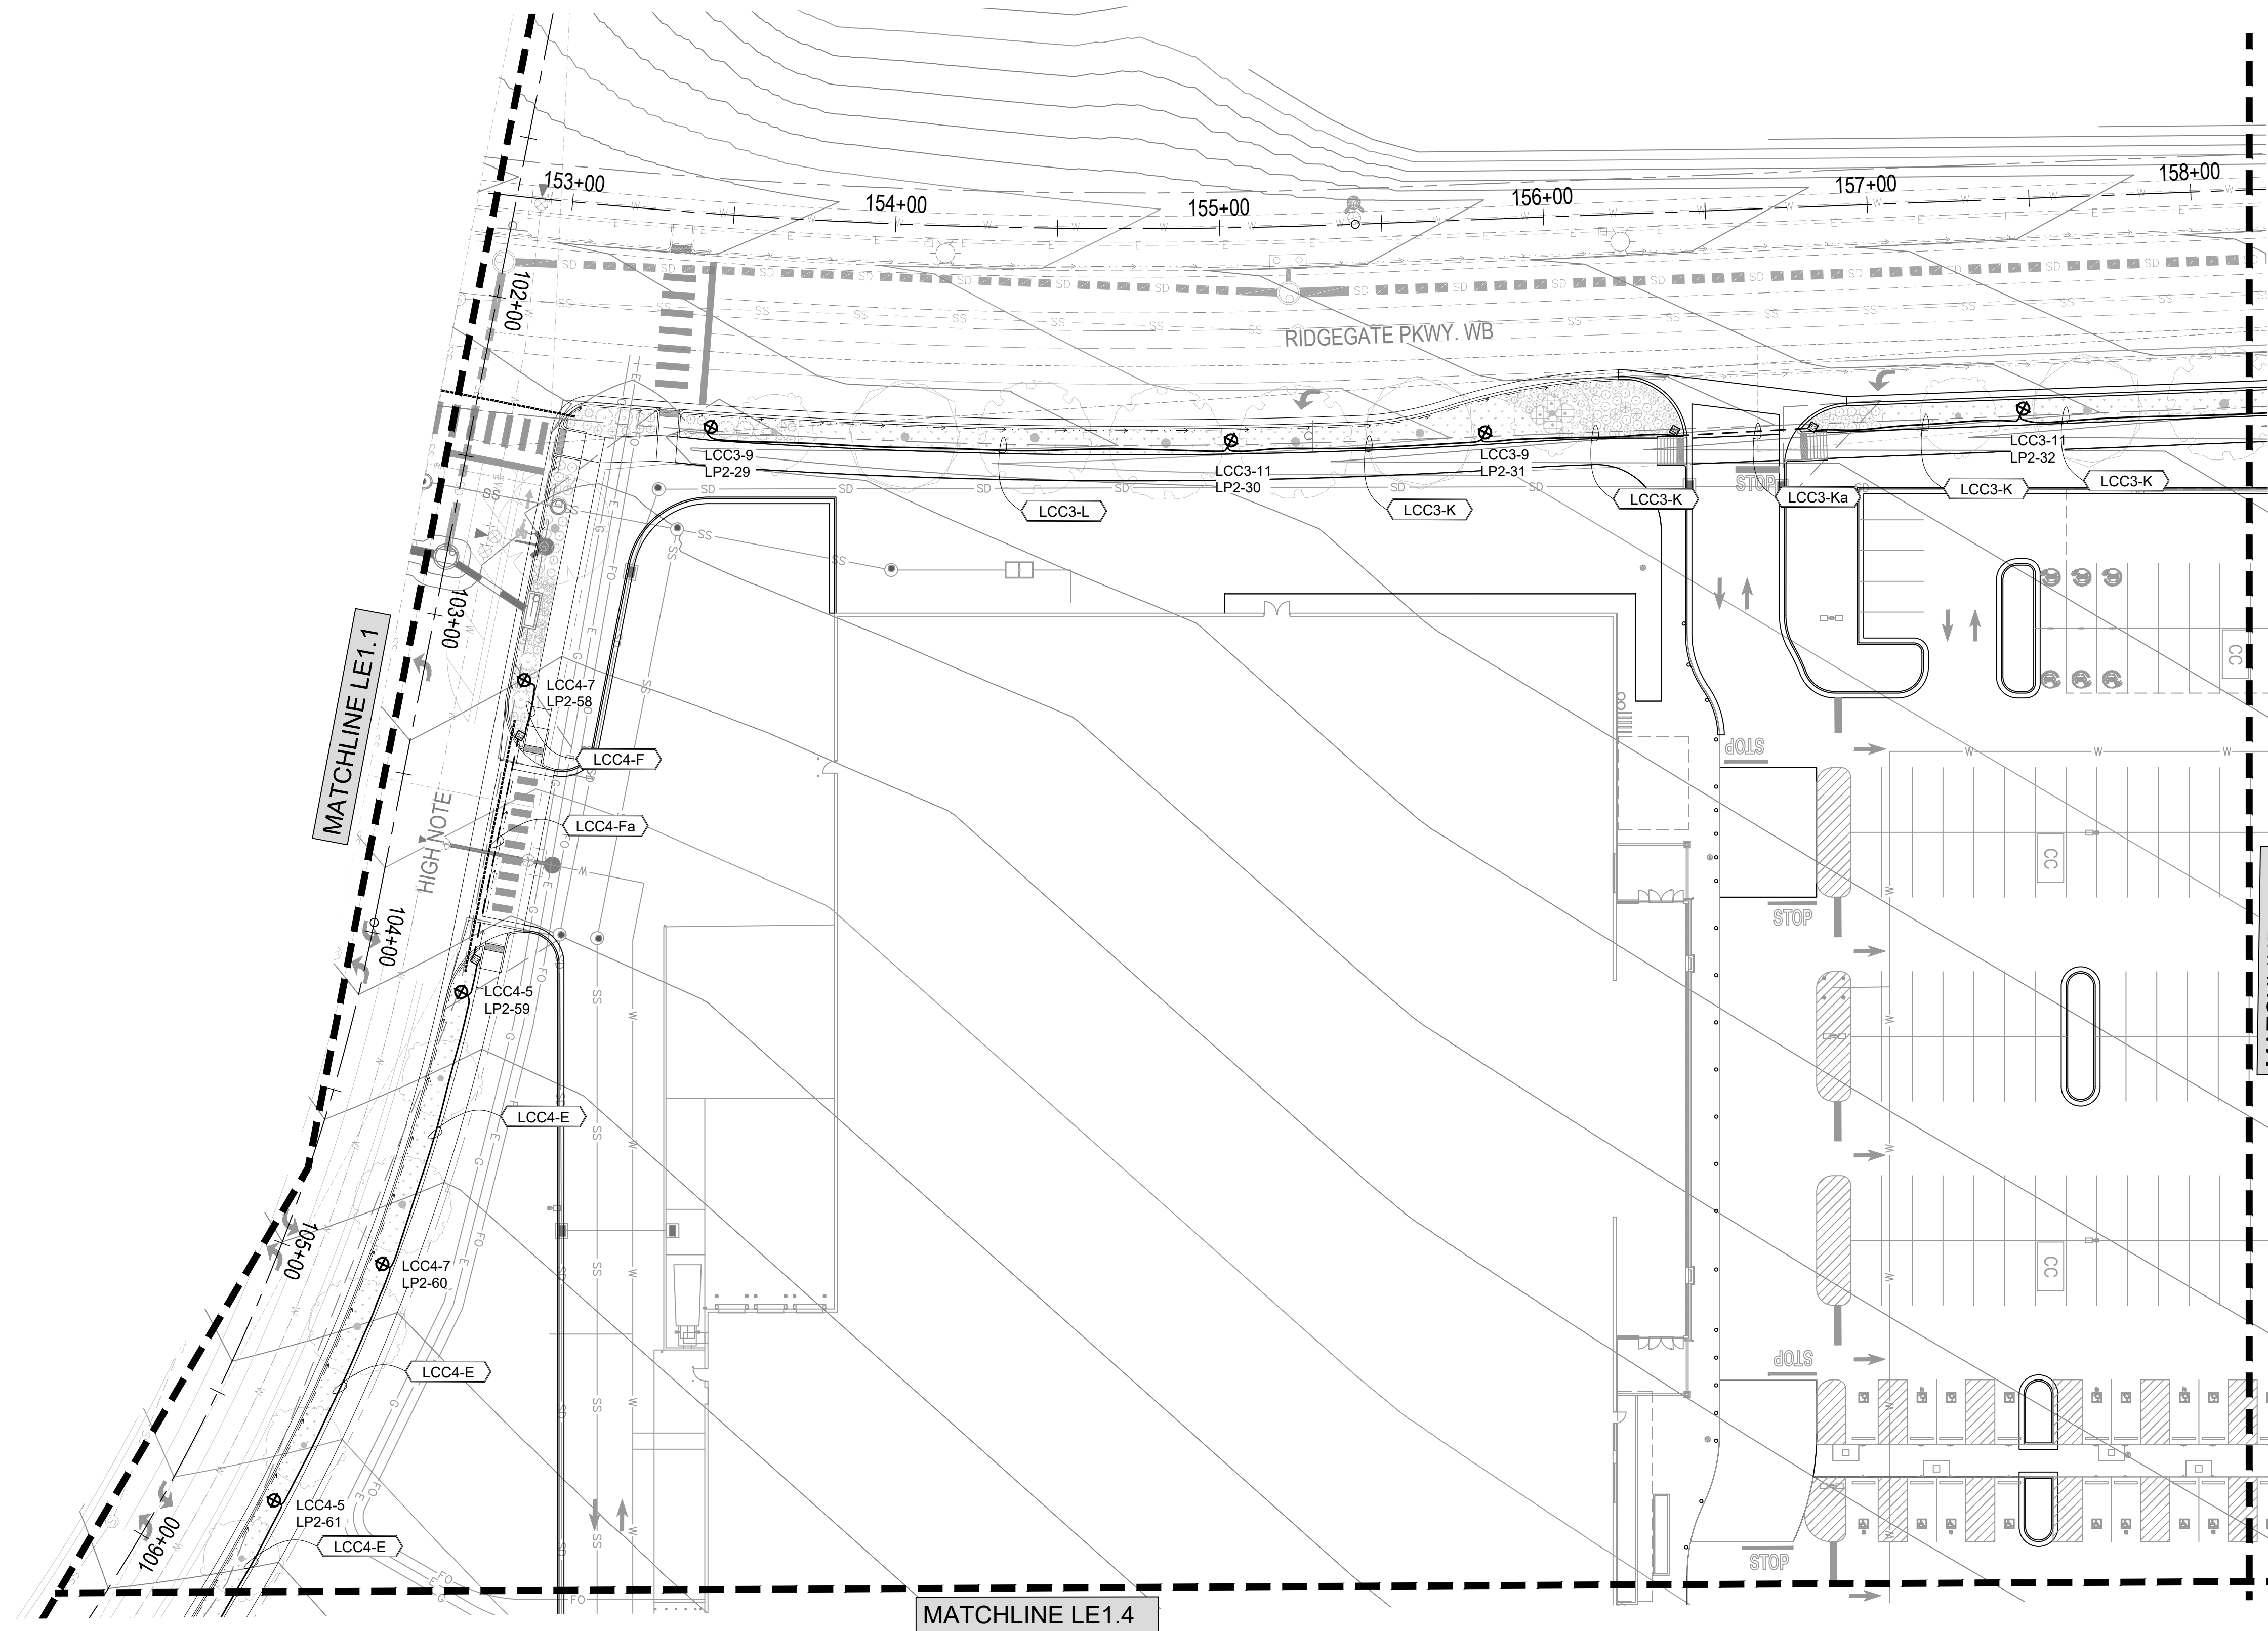 153+00
154+00
155+00
156+00
157+00
158+00
102+00
RIDGEGATE PKWY. WB
LCC3-9
LP2-29
LCC3-11
LP2-30
LCC3-9
LP2-31
LCC3-11
LP2-32
LCC3-L
LCC3-K
LCC3-K
LCC3-Ka
LCC3-K
LCC3-K
STOP
103+00
MATCHLINE LE1.1
HIGH NOTE
LCC4-7
LP2-58
LCC4-F
LCC4-Fa
CC
STOP
CC
STOP
104+00
LCC4-5
LP2-59
LCC4-E
105+00
LCC4-7
LP2-60
CC
LCC4-E
STOP
LCC4-5
LP2-61
106+00
LCC4-E
STOP
MATCHLINE LE1.4